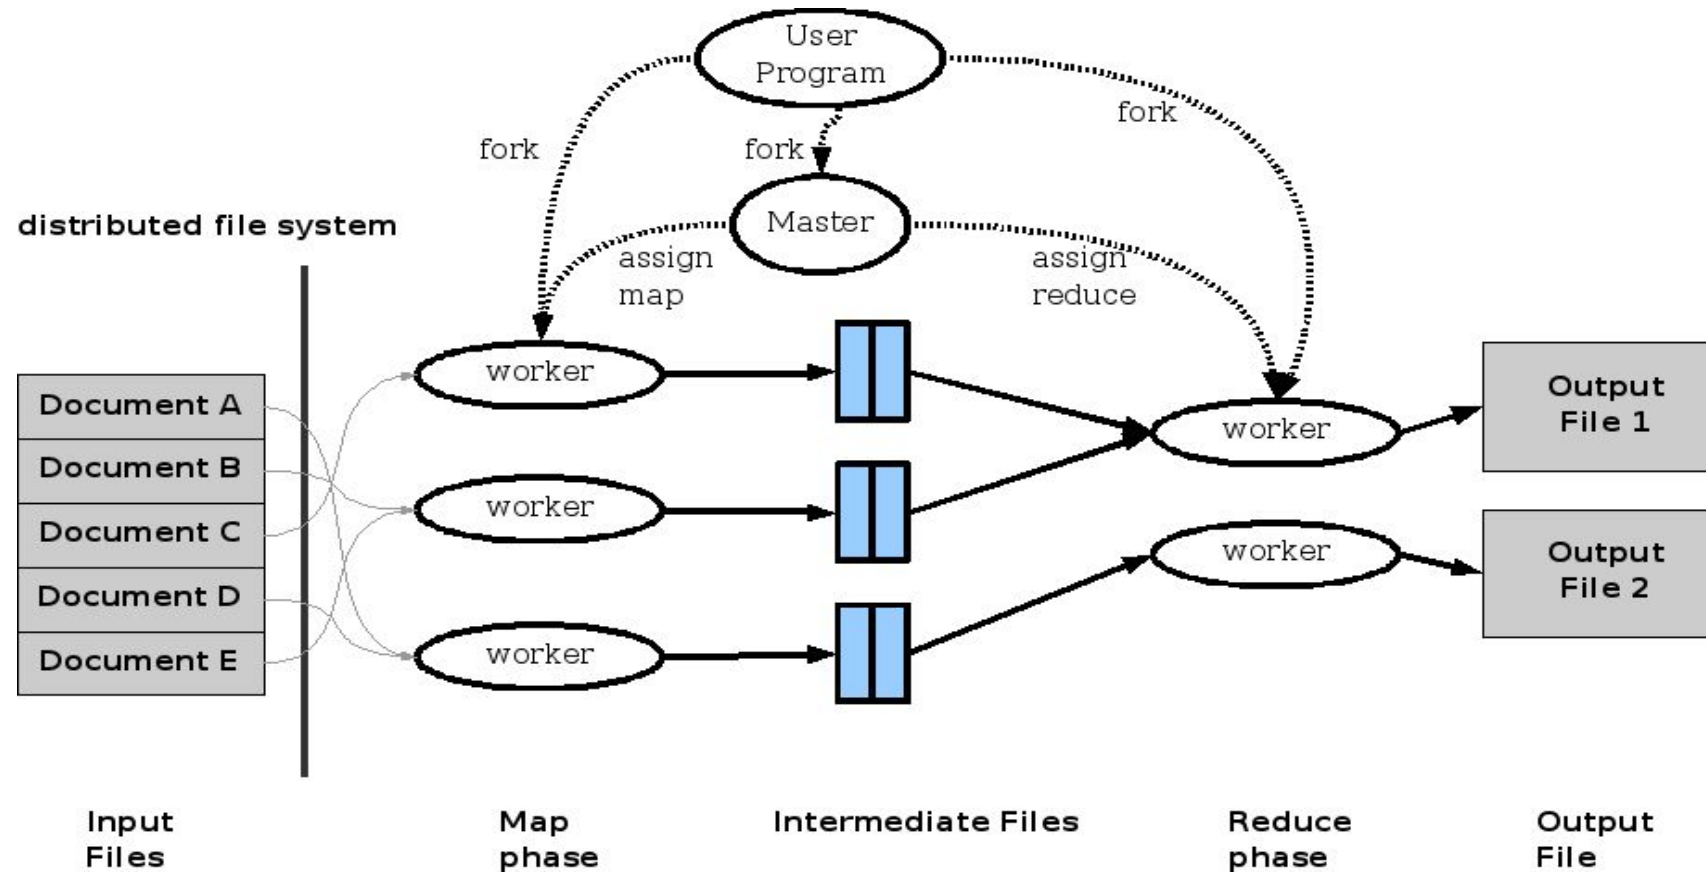 User
Program
fork
fork
fork
Master
distributed file system
assign
map
assign
reduce
worker
worker
worker
Document A
Document B
Document C
Document D
Document E
worker
worker
Output
File 1
Output
File 2
Input
Files
Map
phase
Intermediate Files
Reduce
phase
Output
File